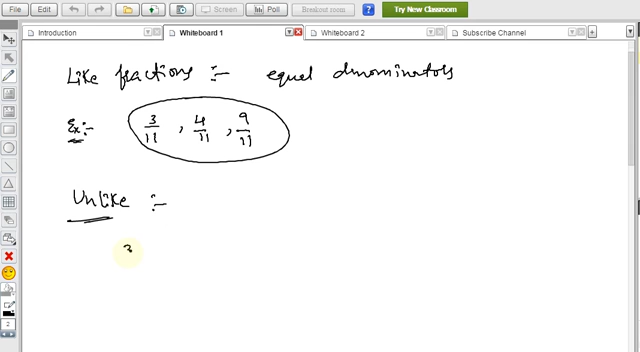 File Edit Screen Poll Breakout room ? Try New Classroom
Introduction Whiteboard 1 Whiteboard 2 Subscribe Channel
Like fractions :- equal denominators
Ex:- 3/11 , 4/11 , 9/11
Unlike :-
3
2